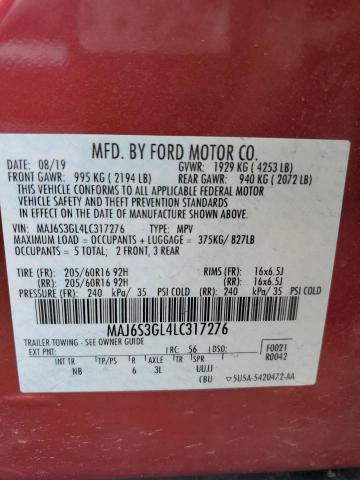 MFD. BY FORD MOTOR CO.
DATE: 08/19 GVWR: 1929 KG ( 4253 LB)
FRONT GAWR: 995 KG ( 2194 LB) REAR GAWR: 940 KG ( 2072 LB)
THIS VEHICLE CONFORMS TO ALL APPLICABLE FEDERAL MOTOR
VEHICLE SAFETY AND THEFT PREVENTION STANDARDS IN EFFECT ON
THE DATE OF MANUFACTURE SHOWN ABOVE.
VIN: MAJ6S3GL4LC317276 TYPE: MPV
MAXIMUM LOAD = OCCUPANTS + LUGGAGE = 375KG/827LB
OCCUPANTS = 5 TOTAL: 2 FRONT, 3 REAR
TIRE (FR): 205/60R16 92H RIMS (FR): 16x6.5J
(RR): 205/60R16 92H (RR): 16x6.5J
PRESSURE (FR): 240 kPa/ 35 PSI COLD (RR): 240 kPa/ 35 PSI COLD
MAJ6S3GL4LC317276
TRAILER TOWING - SEE OWNER GUIDE
EXT PNT: RC: 56 DSO: F0021
R0042
INT TR TP/PS R AXLE TR SPR
NB 6 3L UUJJ
CBU 5USA-5420472-AA